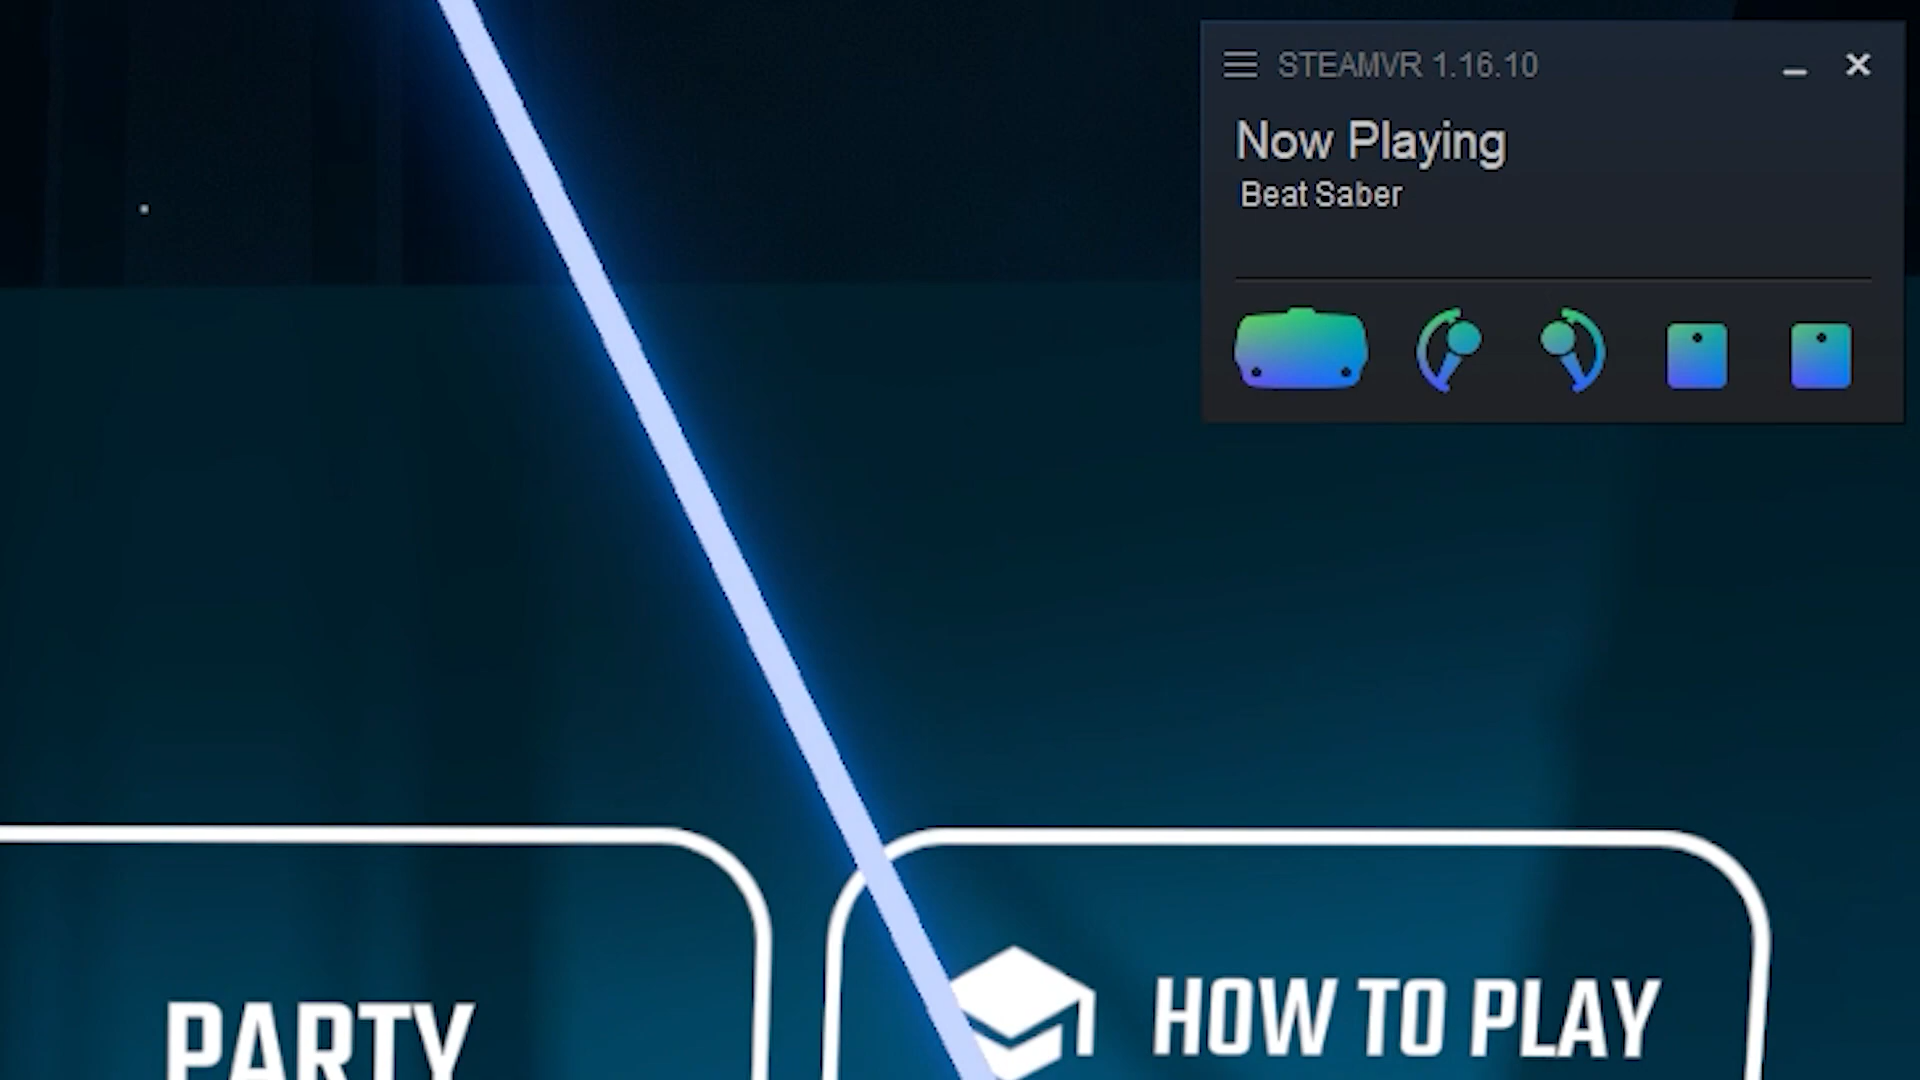 STEAMVR 1.16.10
Now Playing
Beat Saber
PARTY
HOW TO PLAY